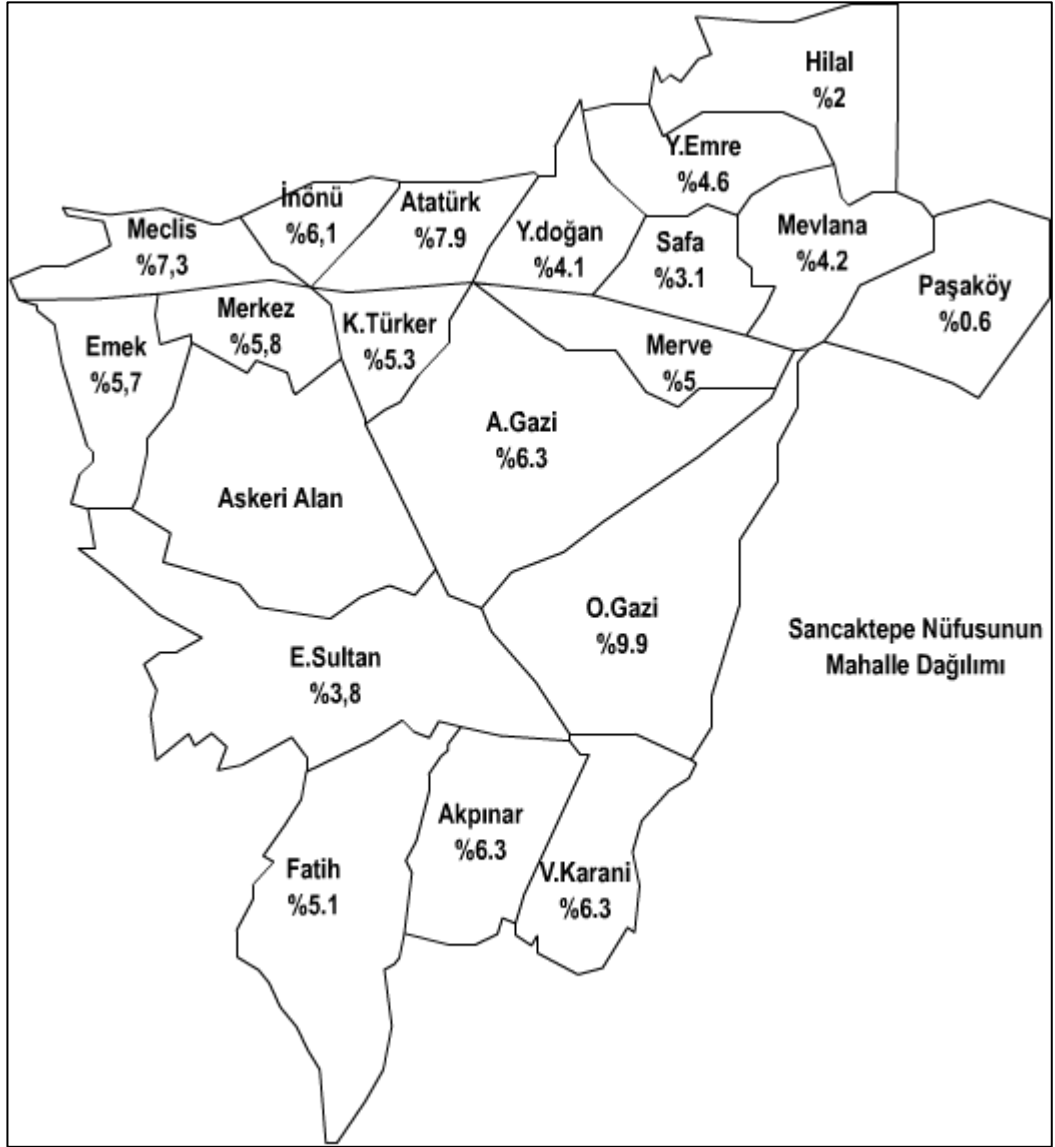 Hilal
%2
Y.Emre
%4.6
İnönü
%6,1
Atatürk
%7.9
Meclis
%7,3
Y.doğan
%4.1
Safa
%3.1
Mevlana
%4.2
Paşaköy
%0.6
Merkez
%5,8
K.Türker
%5.3
Emek
%5,7
Merve
%5
A.Gazi
%6.3
Askeri Alan
O.Gazi
%9.9
Sancaktepe Nüfusunun
Mahalle Dağılımı
E.Sultan
%3,8
Akpınar
%6.3
Fatih
%5.1
V.Karani
%6.3